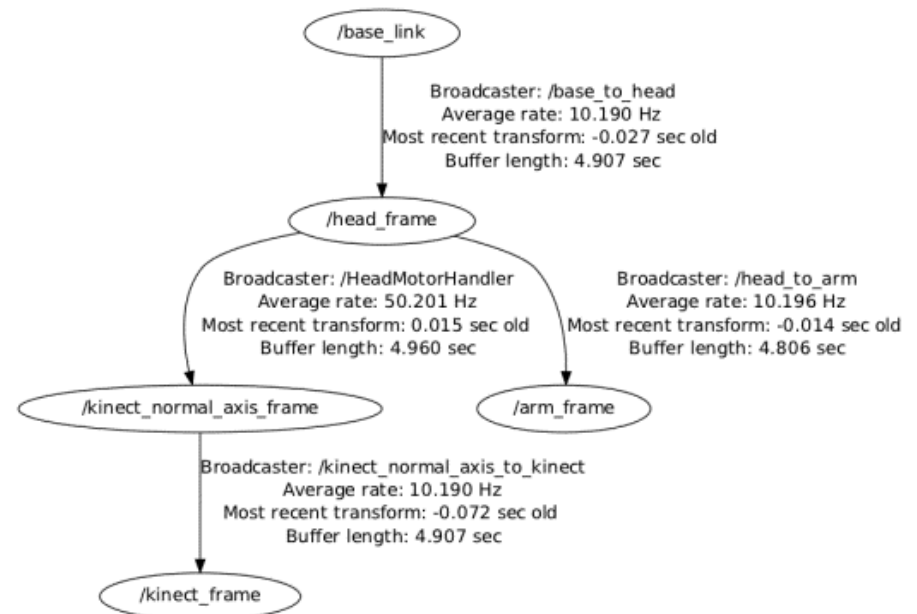 /base_link
Broadcaster: /base_to_head
Average rate: 10.190 Hz
Most recent transform: -0.027 sec old
Buffer length: 4.907 sec
/head_frame
Broadcaster: /HeadMotorHandler
Average rate: 50.201 Hz
Most recent transform: 0.015 sec old
Buffer length: 4.960 sec
Broadcaster: /head_to_arm
Average rate: 10.196 Hz
Most recent transform: -0.014 sec old
Buffer length: 4.806 sec
/kinect_normal_axis_frame
/arm_frame
Broadcaster: /kinect_normal_axis_to_kinect
Average rate: 10.190 Hz
Most recent transform: -0.072 sec old
Buffer length: 4.907 sec
/kinect_frame